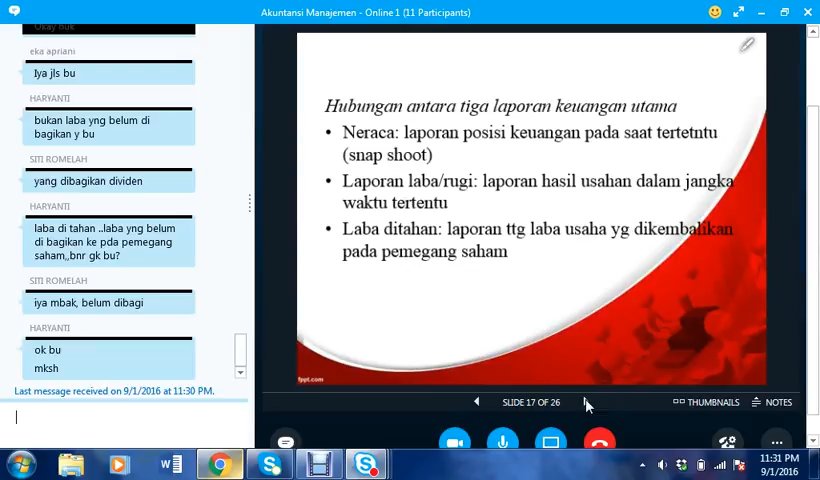 Akuntansi Manajemen - Online 1 (11 Participants)
Okay Buk
eka apriani
Iya jls bu
HARYANTI
bukan laba yng belum di
bagikan y bu
SITI ROMELAH
yang dibagikan dividen
HARYANTI
laba di tahan ..laba yng belum
di bagikan ke pda pemegang
saham,,bnr gk bu?
SITI ROMELAH
iya mbak, belum dibagi
HARYANTI
ok bu
mksh
Last message received on 9/1/2016 at 11:30 PM.
Hubungan antara tiga laporan keuangan utama
• Neraca: laporan posisi keuangan pada saat tertetntu
(snap shoot)
• Laporan laba/rugi: laporan hasil usahan dalam jangka
waktu tertentu
• Laba ditahan: laporan ttg laba usaha yg dikembalikan
pada pemegang saham
fppt.com
SLIDE 17 OF 26
THUMBNAILS
NOTES
11:31 PM
9/1/2016